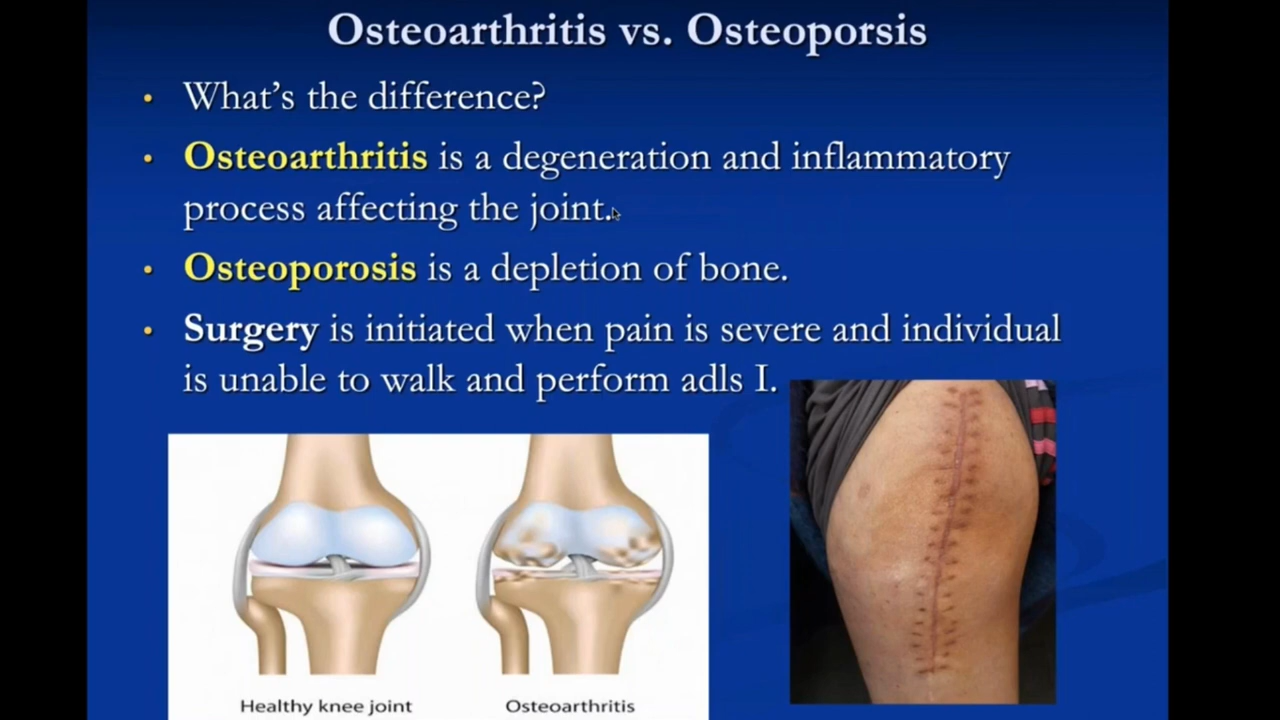 Osteoarthritis vs. Osteoporsis
• What's the difference?
• Osteoarthritis is a degeneration and inflammatory
process affecting the joint.
• Osteoporosis is a depletion of bone.
• Surgery is initiated when pain is severe and individual
is unable to walk and perform adls I.
Healthy knee joint
Osteoarthritis